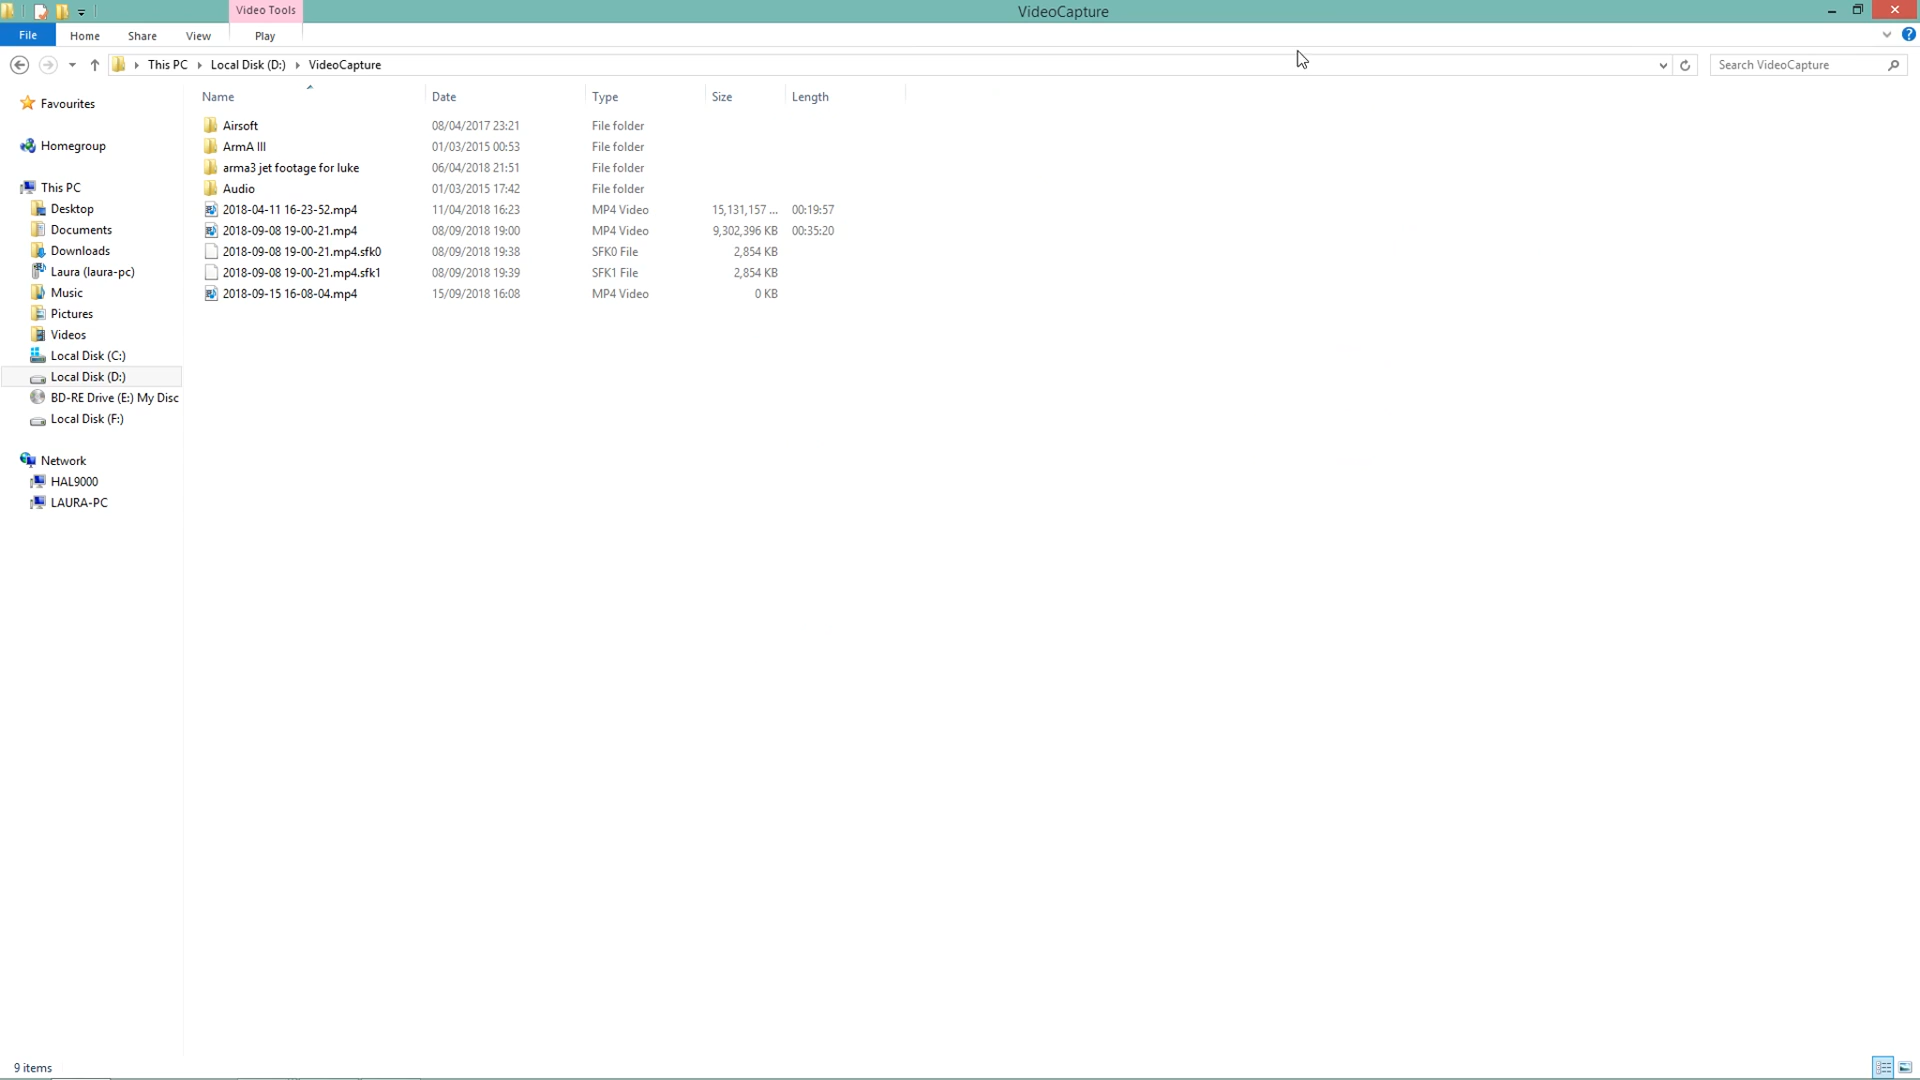 Video Tools
VideoCapture
File Home Share View Play
This PC Local Disk (D:) VideoCapture
Search VideoCapture
Favourites
Homegroup
This PC
Desktop
Documents
Downloads
Laura (laura-pc)
Music
Pictures
Videos
Local Disk (C:)
Local Disk (D:)
BD-RE Drive (E:) My Disc
Local Disk (F:)
Network
HAL9000
LAURA-PC
Name Date Type Size Length
Airsoft 08/04/2017 23:21 File folder
ArmA III 01/03/2015 00:53 File folder
arma3 jet footage for luke 06/04/2018 21:51 File folder
Audio 01/03/2015 17:42 File folder
2018-04-11 16-23-52.mp4 11/04/2018 16:23 MP4 Video 15,131,157 ... 00:19:57
2018-09-08 19-00-21.mp4 08/09/2018 19:00 MP4 Video 9,302,396 KB 00:35:20
2018-09-08 19-00-21.mp4.sfk0 08/09/2018 19:38 SFK0 File 2,854 KB
2018-09-08 19-00-21.mp4.sfk1 08/09/2018 19:39 SFK1 File 2,854 KB
2018-09-15 16-08-04.mp4 15/09/2018 16:08 MP4 Video 0 KB
9 items